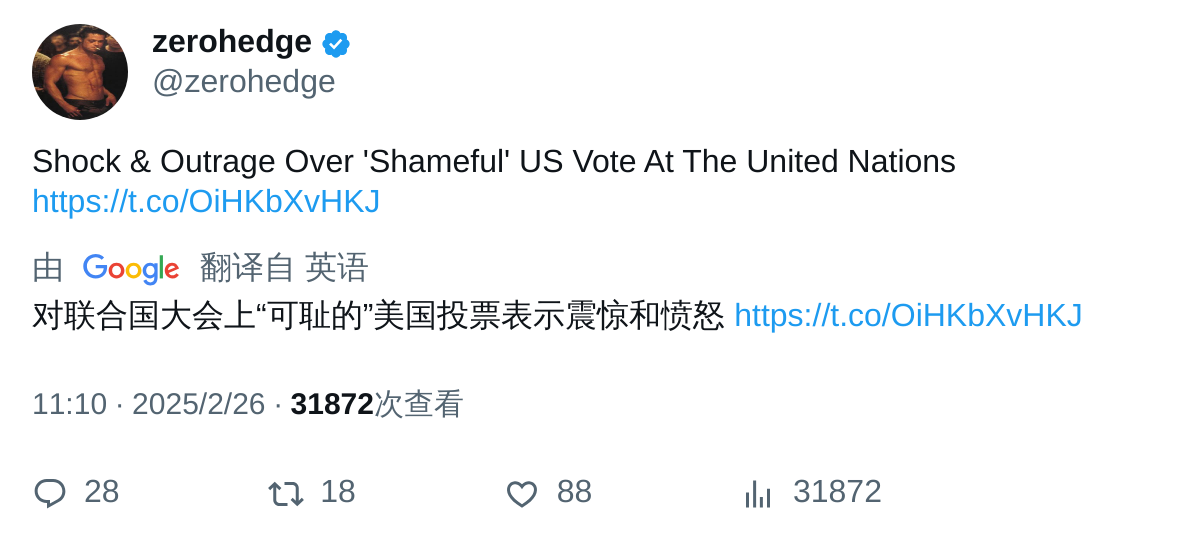 zerohedge
@zerohedge
Shock & Outrage Over 'Shameful' US Vote At The United Nations
https://t.co/OiHKbXvHKJ
由 Google 翻译自 英语
对联合国大会上“可耻的”美国投票表示震惊和愤怒 https://t.co/OiHKbXvHKJ
11:10 · 2025/2/26 · 31872次查看
28 18 88 31872